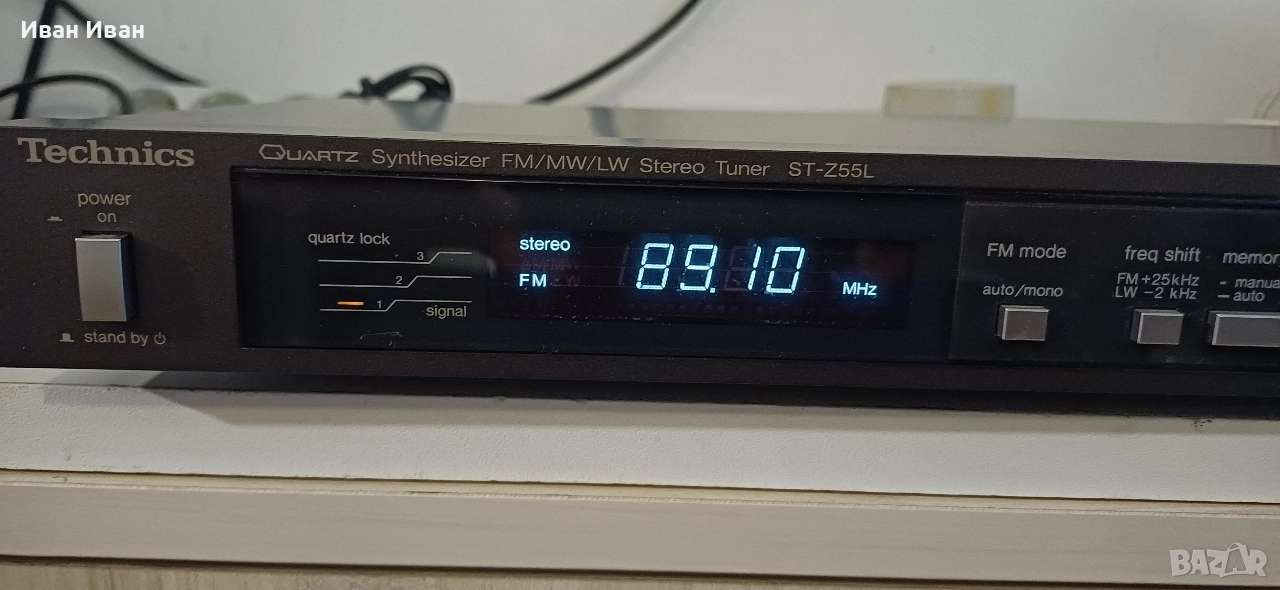 Иван Иван
Technics
QUARTZ Synthesizer FM/MW/LW Stereo Tuner ST-Z55L
power
on
stand by
quartz lock
3
2
1
signal
stereo
FM
89.10
MHz
FM mode
auto/mono
freq shift
FM +25kHz
LW -2 kHz
memor
- manua
- auto
BAZAR